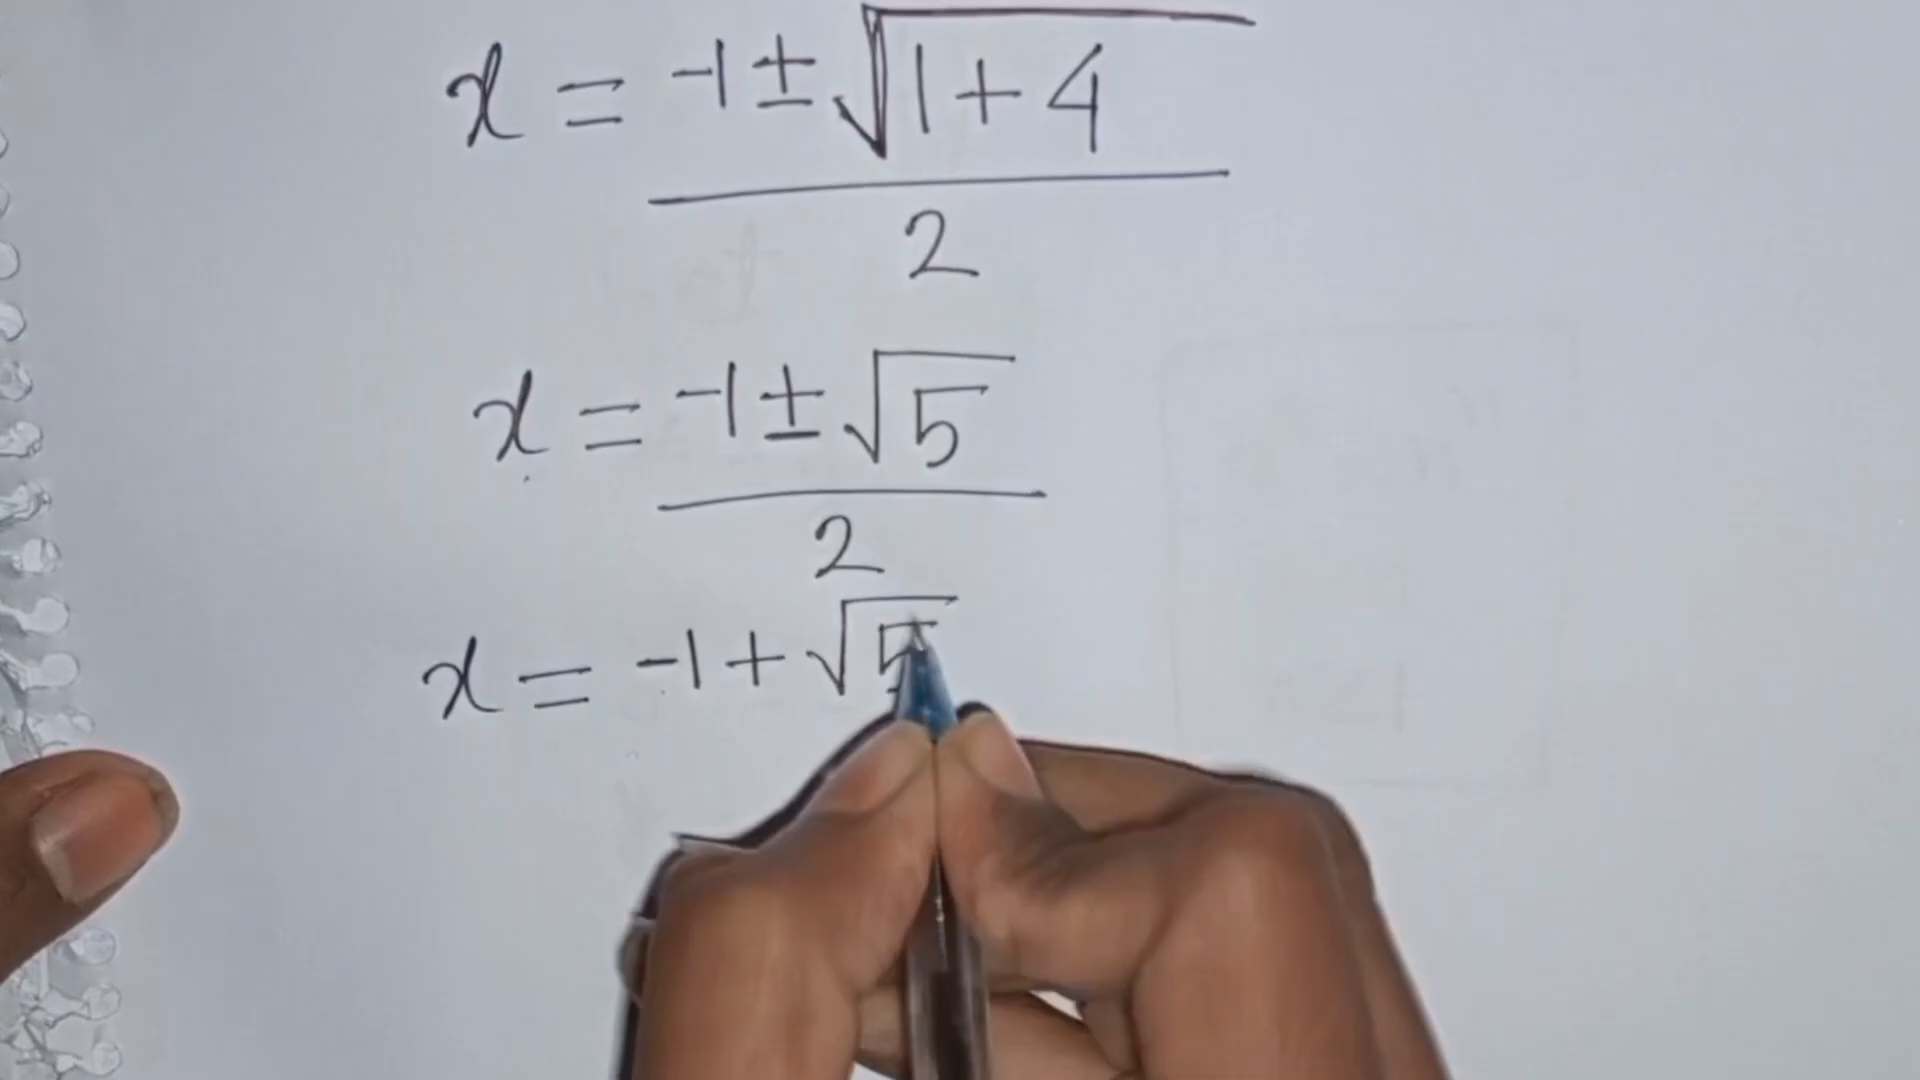 x = -1 ± √1 + 4
2
x = -1 ± √5
2
x = -1 + √5